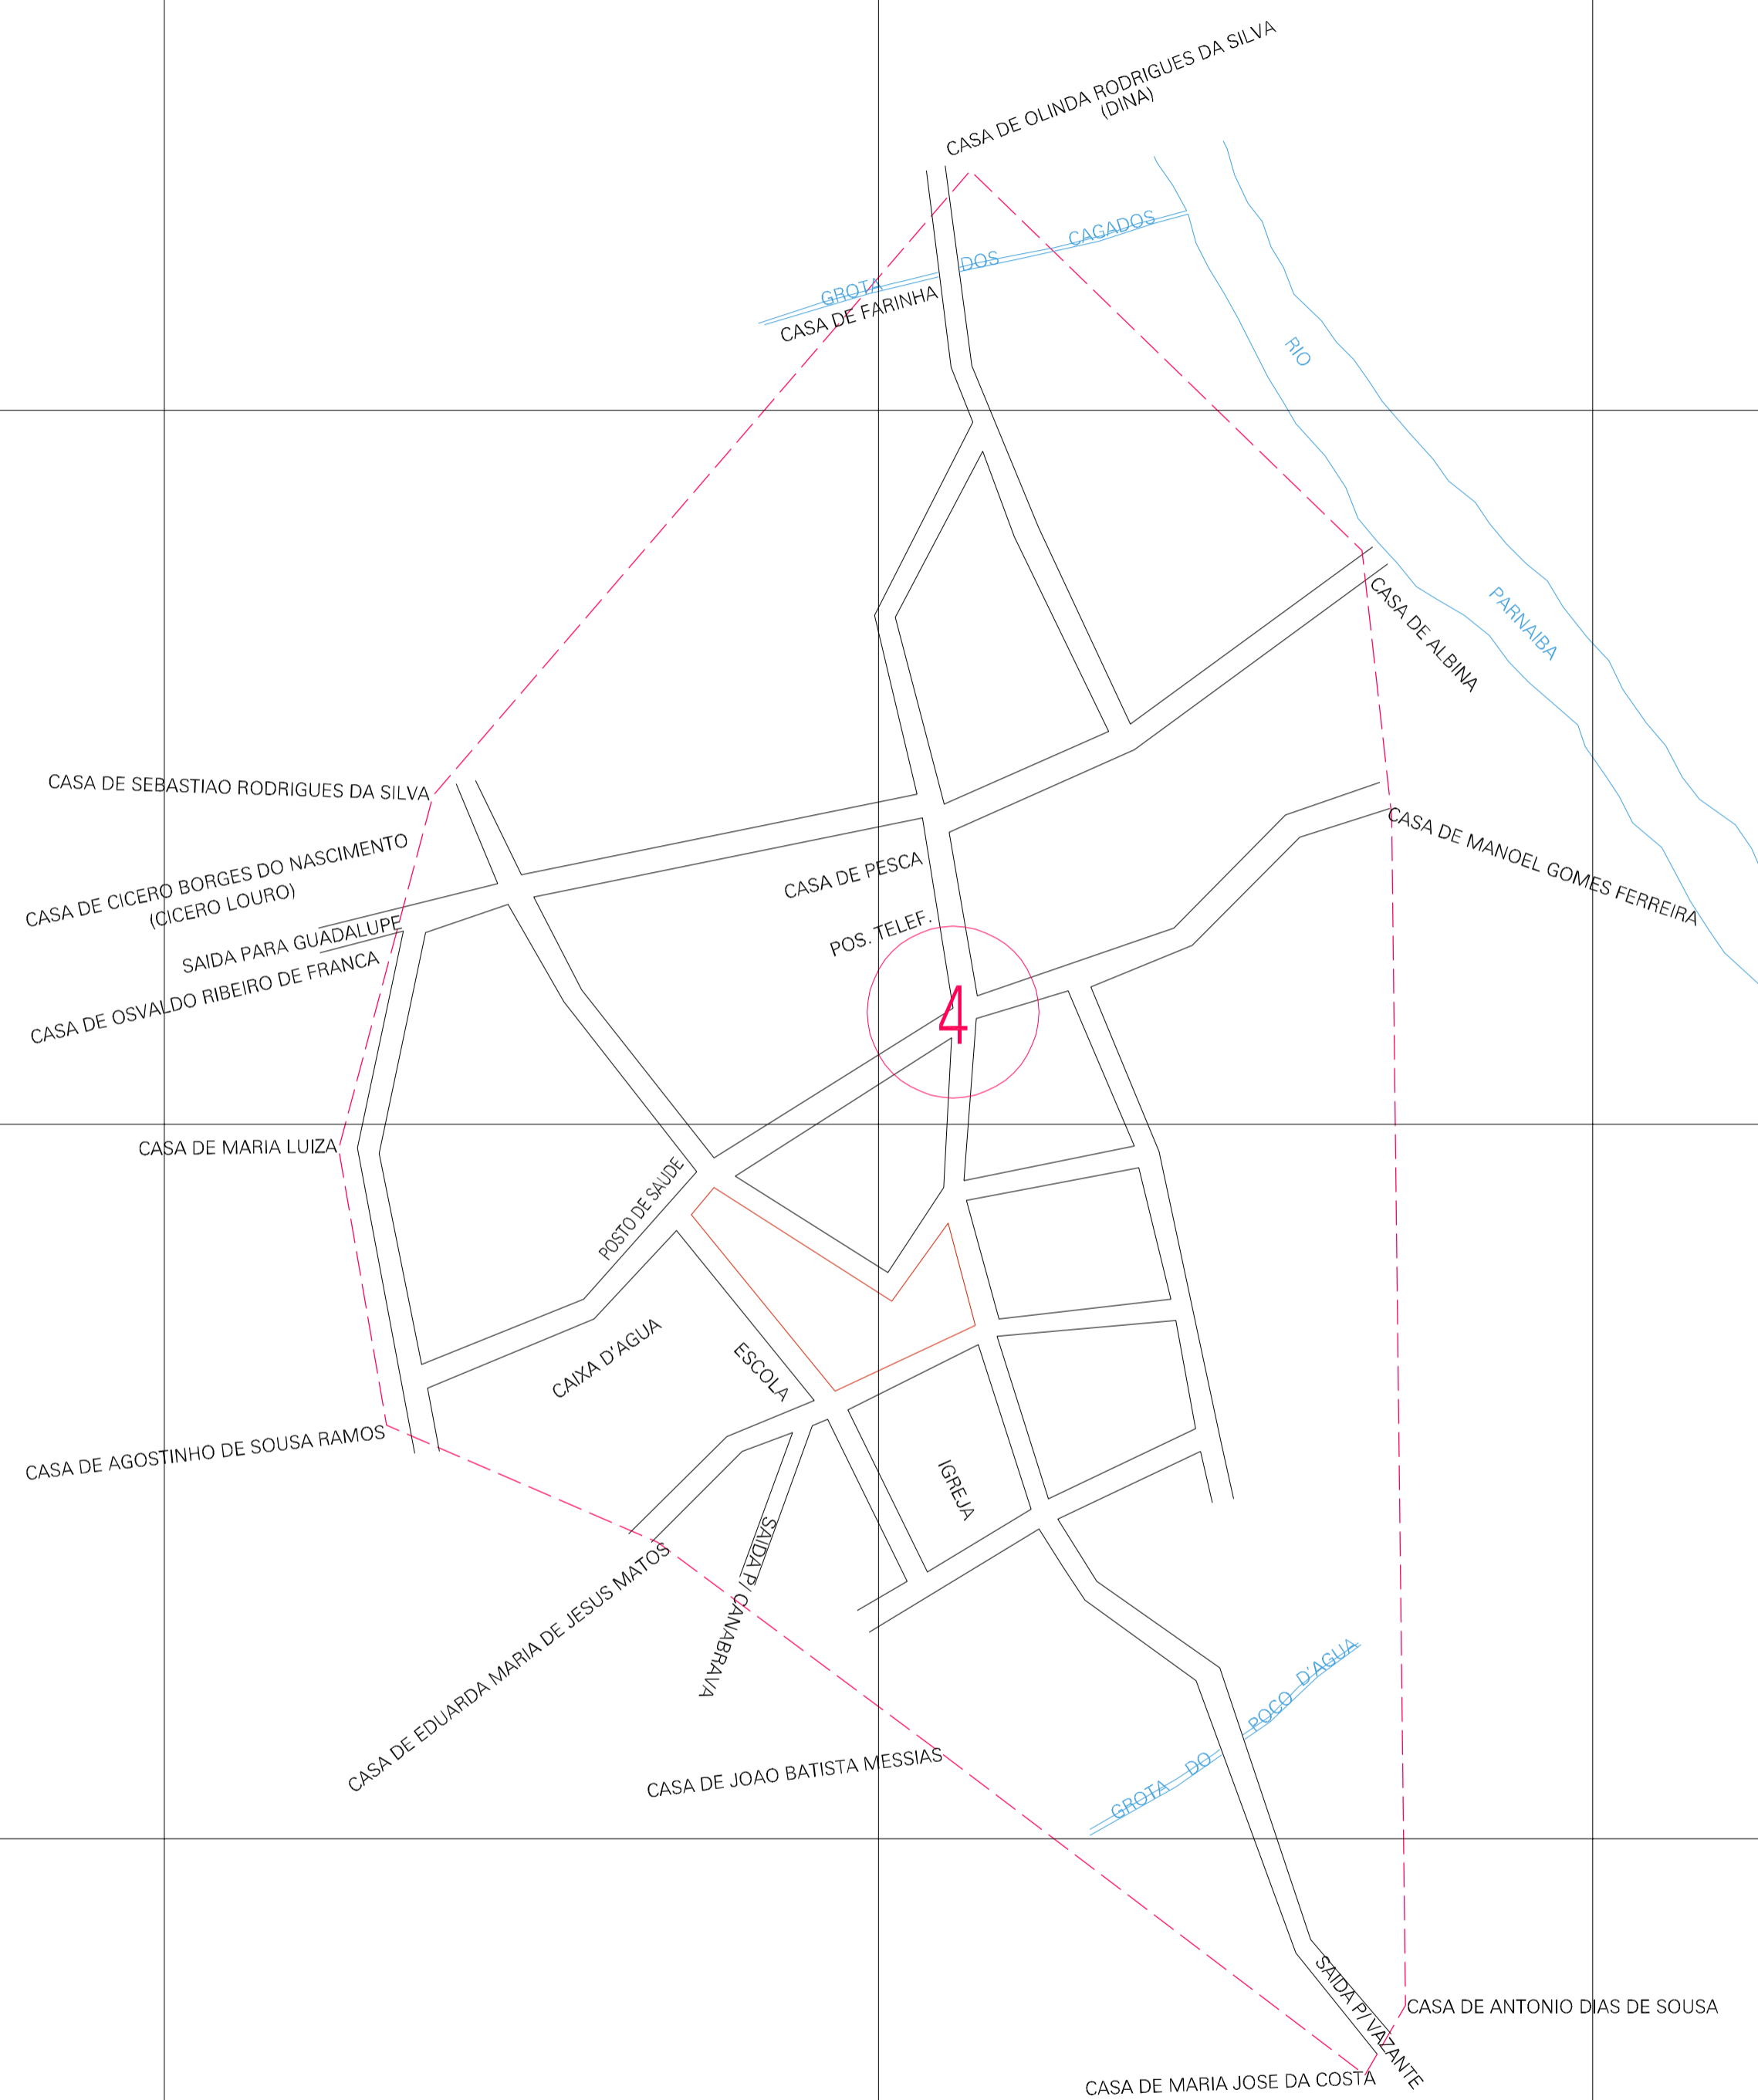 CASA DE OLINDA RODRIGUES DA SILVA
(DINA)
GROTA DOS CAGADOS
CASA DE FARINHA
RIO PARNAIBA
CASA DE ALBINA
CASA DE SEBASTIAO RODRIGUES DA SILVA
CASA DE CICERO BORGES DO NASCIMENTO
(CICERO LOURO)
SAIDA PARA GUADALUPE
CASA DE OSVALDO RIBEIRO DE FRANCA
CASA DE PESCA
POS. TELEF.
CASA DE MANOEL GOMES FERREIRA
4
CASA DE MARIA LUIZA
POSTO DE SAUDE
CAIXA D'AGUA
ESCOLA
CASA DE AGOSTINHO DE SOUSA RAMOS
IGREJA
CASA DE EDUARDA MARIA DE JESUS MATOS
SAIDA P/ CANABRAVA
CASA DE JOAO BATISTA MESSIAS
GROTA DO POCO D'AGUA
SAIDA P/ VAZANTE
CASA DE ANTONIO DIAS DE SOUSA
CASA DE MARIA JOSE DA COSTA